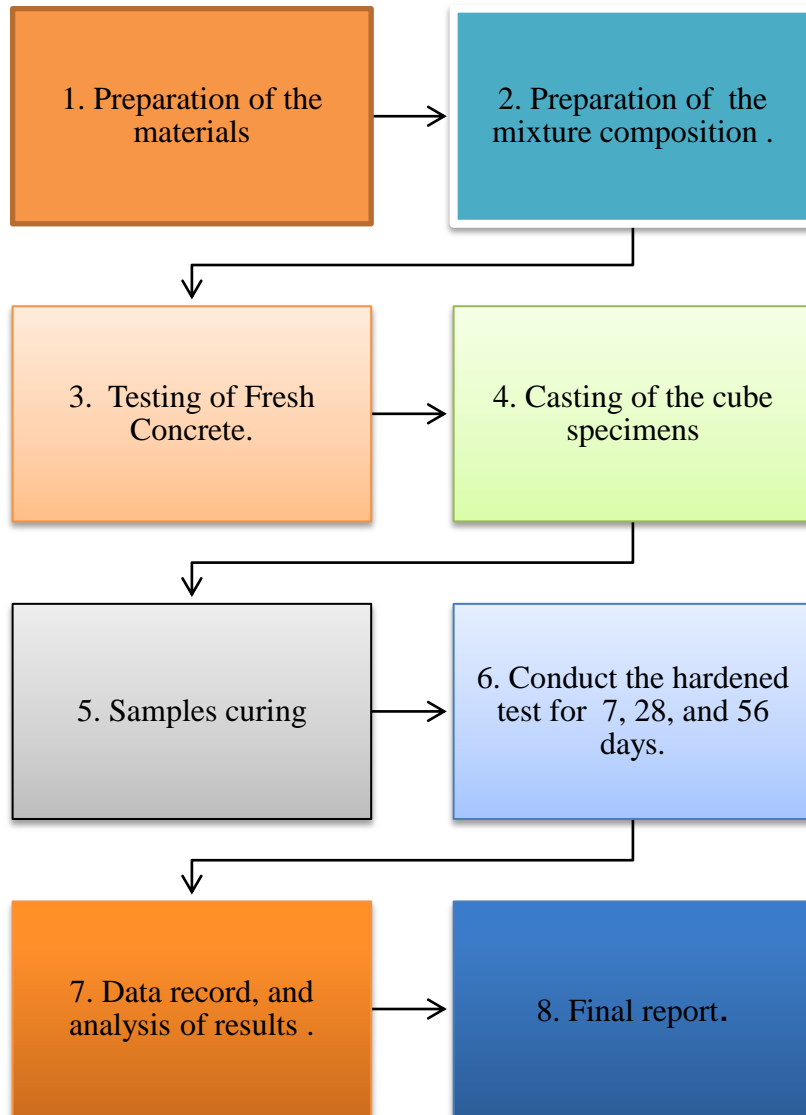 1. Preparation of the
materials
2. Preparation of  the
mixture composition .
3.  Testing of Fresh
Concrete.
4. Casting of the cube
specimens
5. Samples curing
6. Conduct the hardened
test for  7, 28, and 56
days.
7. Data record, and
analysis of results .
8. Final report.